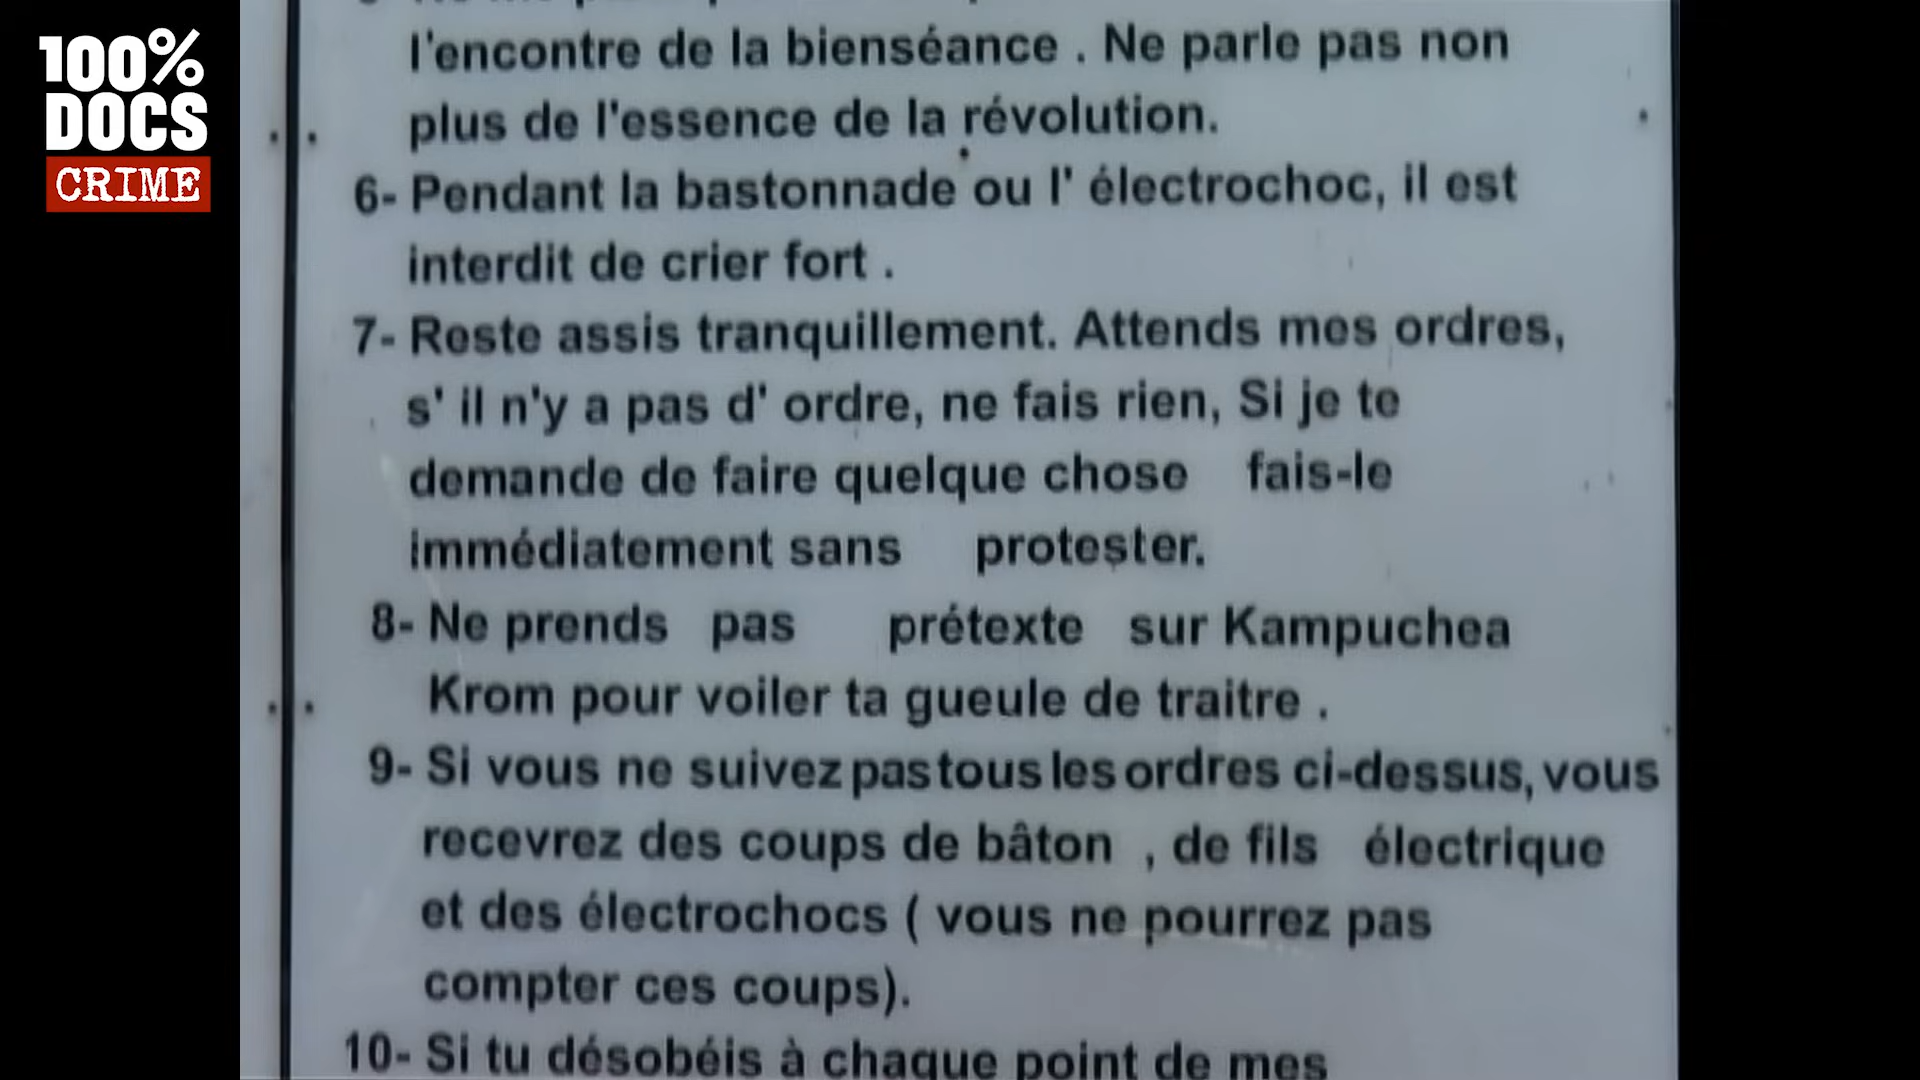 100%
DOCS
CRIME
l'encontre de la bienséance . Ne parle pas non
plus de l'essence de la révolution.
6- Pendant la bastonnade ou l' électrochoc, il est
interdit de crier fort .
7- Reste assis tranquillement. Attends mes ordres,
s' il n'y a pas d' ordre, ne fais rien, Si je te
demande de faire quelque chose fais-le
immédiatement sans protester.
8- Ne prends pas prétexte sur Kampuchea
Krom pour voiler ta gueule de traitre .
9- Si vous ne suivez pas tous les ordres ci-dessus, vous
recevrez des coups de bâton , de fils électrique
et des électrochocs ( vous ne pourrez pas
compter ces coups).
10- Si tu désobéis à chaque point de mes